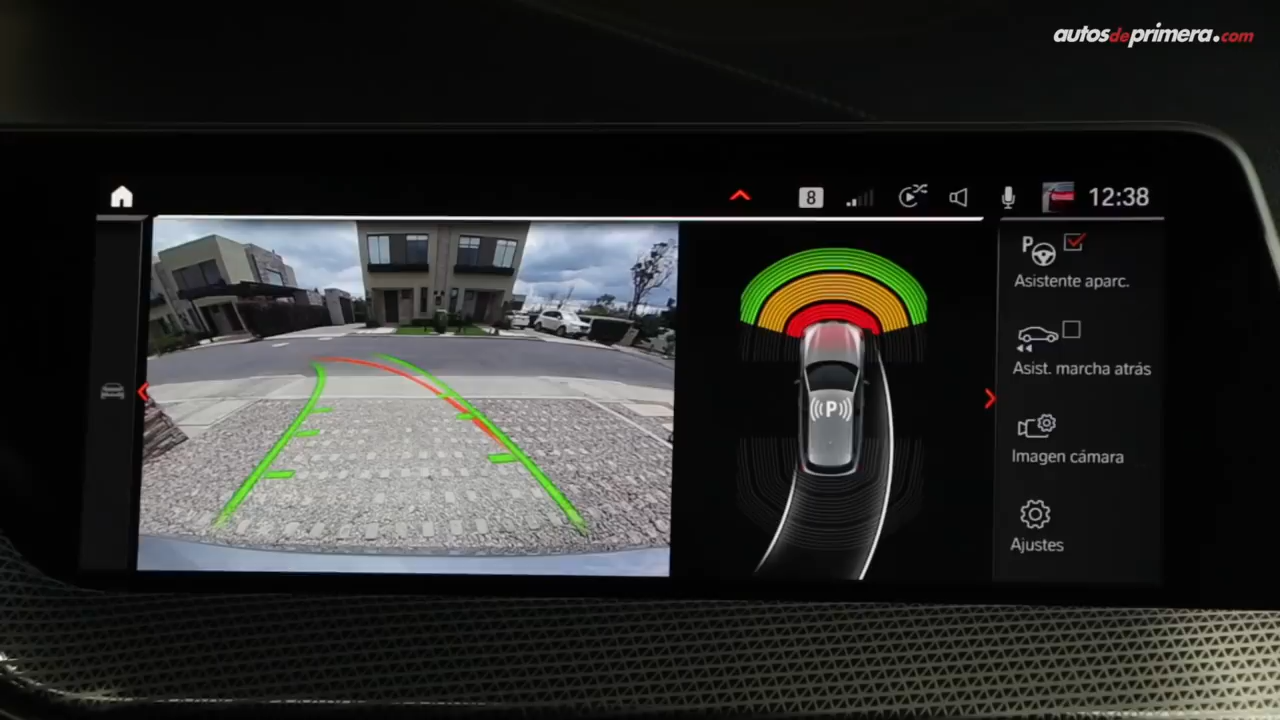 autosdeprimera.com
8
12:38
P
Asistente aparc.
Asist. marcha atrás
P
Imagen cámara
Ajustes